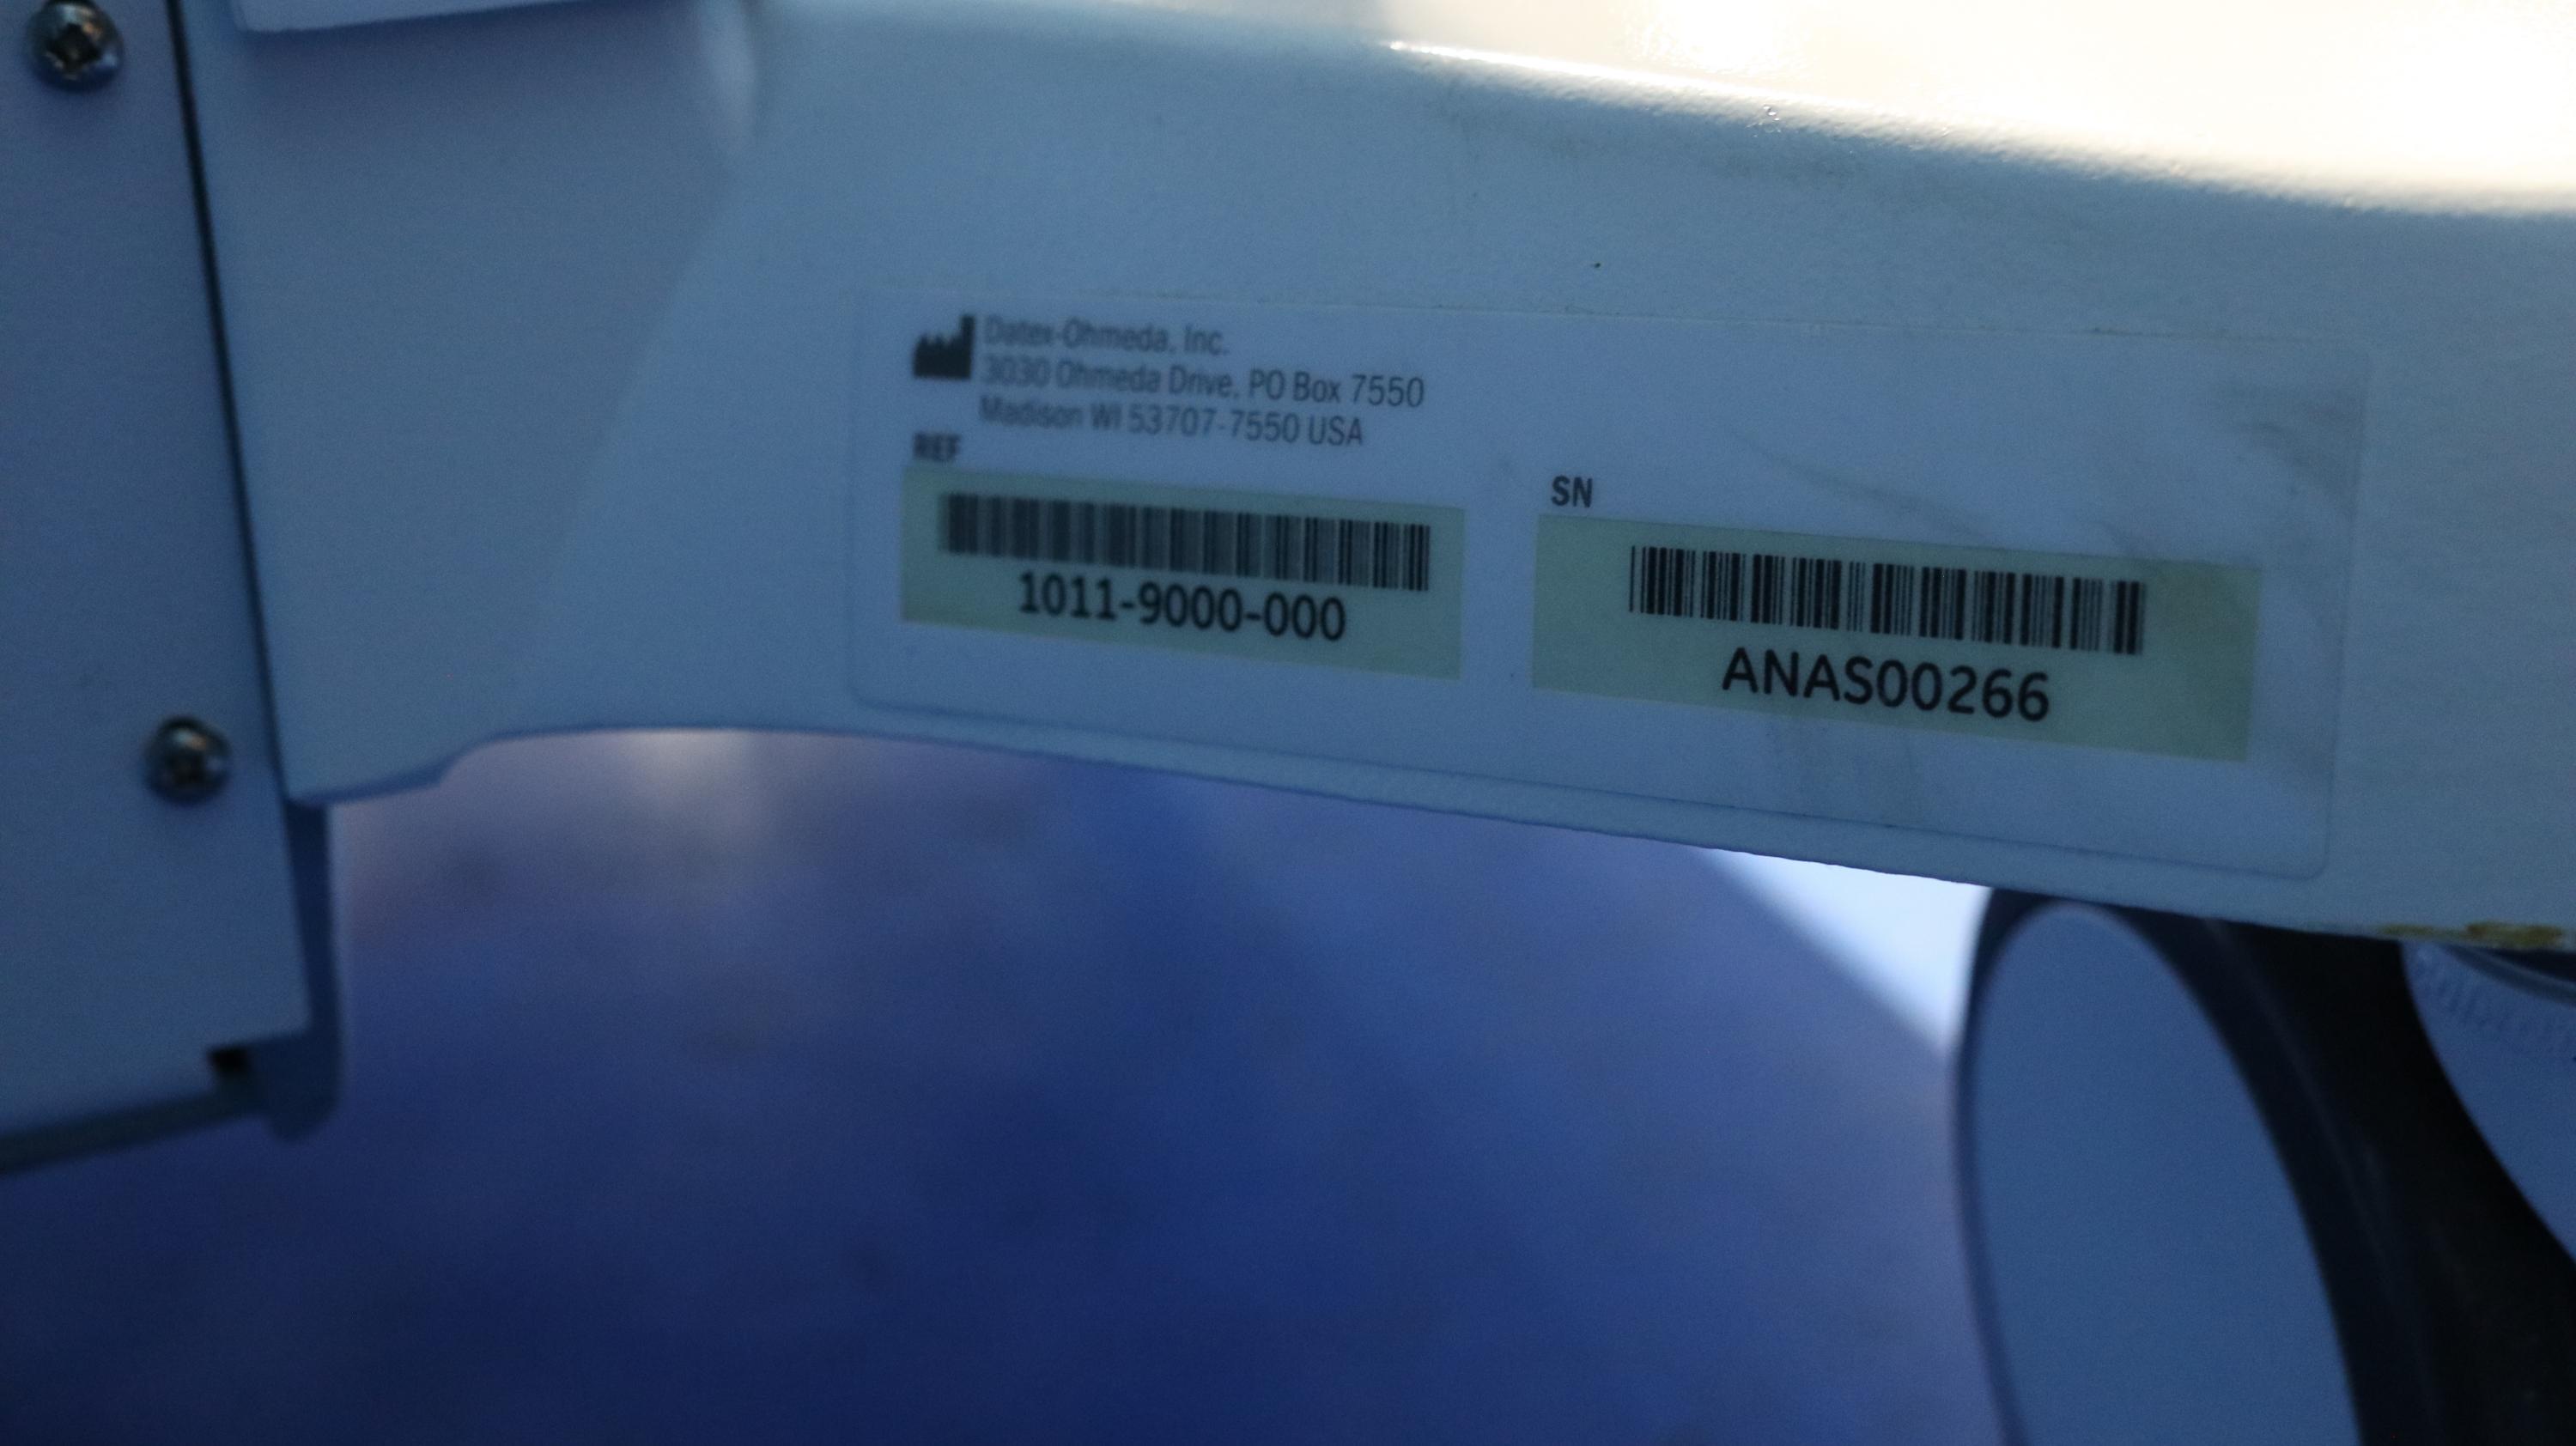 Datex-Ohmeda, Inc.
3030 Ohmeda Drive, PO Box 7550
Madison WI 53707-7550 USA
REF
1011-9000-000
SN
ANAS00266